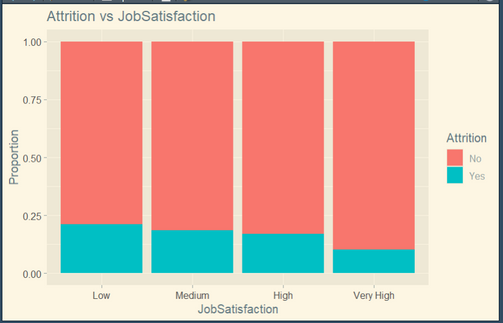 Attrition vs JobSatisfaction
1.00
0.75
0.50
0.25
0.00
Proportion
Low Medium High Very High
JobSatisfaction
Attrition
No
Yes